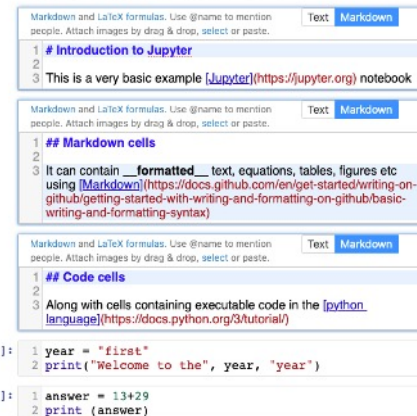 Markdown and LaTeX formulas. Use @name to mention
people. Attach images by drag & drop, select or paste.
Text Markdown
1 # Introduction to Jupyter
2
3 This is a very basic example [Jupyter](https://jupyter.org) notebook
Markdown and LaTeX formulas. Use @name to mention
people. Attach images by drag & drop, select or paste.
Text Markdown
1 ## Markdown cells
2
3 It can contain __formatted__ text, equations, tables, figures etc
using [Markdown](https://docs.github.com/en/get-started/writing-on-
github/getting-started-with-writing-and-formatting-on-github/basic-
writing-and-formatting-syntax)
Markdown and LaTeX formulas. Use @name to mention
people. Attach images by drag & drop, select or paste.
Text Markdown
1 ## Code cells
2
3 Along with cells containing executable code in the [python
language](https://docs.python.org/3/tutorial/)
]: 1 year = "first"
2 print("Welcome to the", year, "year")
]: 1 answer = 13+29
2 print (answer)